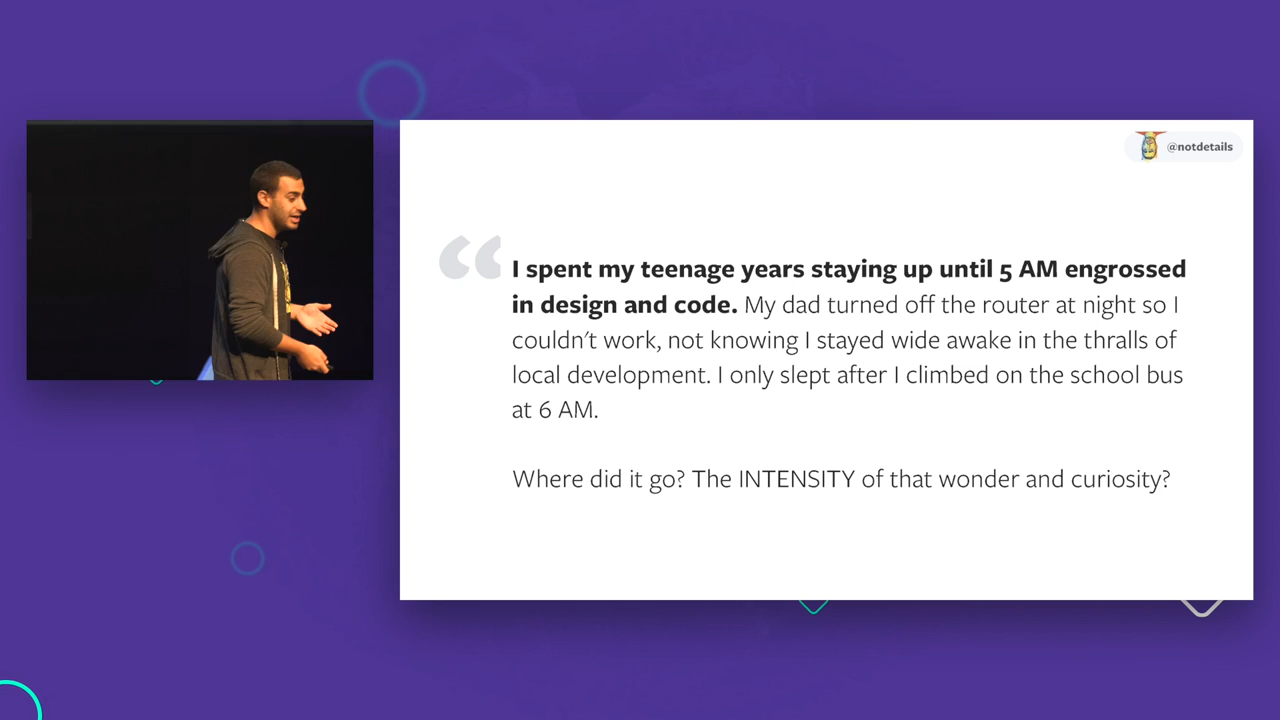 @notdetails
“
I spent my teenage years staying up until 5 AM engrossed
in design and code. My dad turned off the router at night so I
couldn't work, not knowing I stayed wide awake in the thralls of
local development. I only slept after I climbed on the school bus
at 6 AM.
Where did it go? The INTENSITY of that wonder and curiosity?